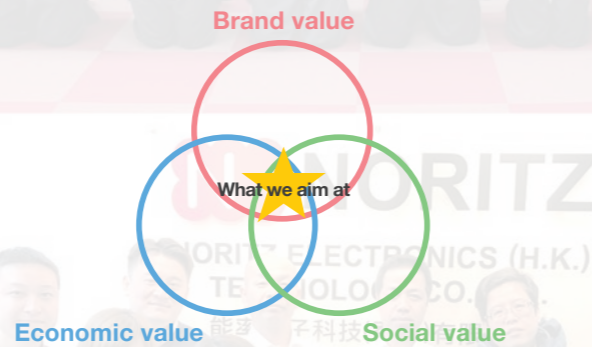 Brand value
What we aim at
NORITZ
NORITZ ELECTRONICS (H.K.)
Economic value
Social value